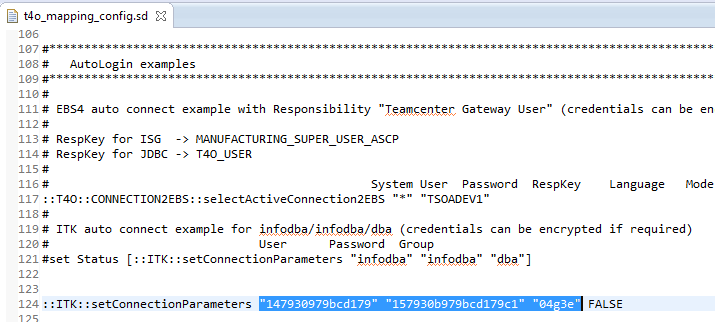 t4o_mapping_config.sd
106
107 #*******************************************************************************************
108 #   AutoLogin examples
109 #*******************************************************************************************
110 #
111 # EBS4 auto connect example with Responsibility "Teamcenter Gateway User" (credentials can be en
112 #
113 # RespKey for ISG  -> MANUFACTURING_SUPER_USER_ASCP
114 # RespKey for JDBC -> T4O_USER
115 #
116 #                                           System User  Password  RespKey    Language   Mode
117 ::T4O::CONNECTION2EBS::selectActiveConnection2EBS "*" "TSOADEV1"
118 #
119 # ITK auto connect example for infodba/infodba/dba (credentials can be encrypted if required)
120 #                            User      Password  Group
121 #set Status [::ITK::setConnectionParameters "infodba" "infodba" "dba"]
122
123
124 ::ITK::setConnectionParameters "147930979bcd179" "157930b979bcd179c1" "04g3e" FALSE
125